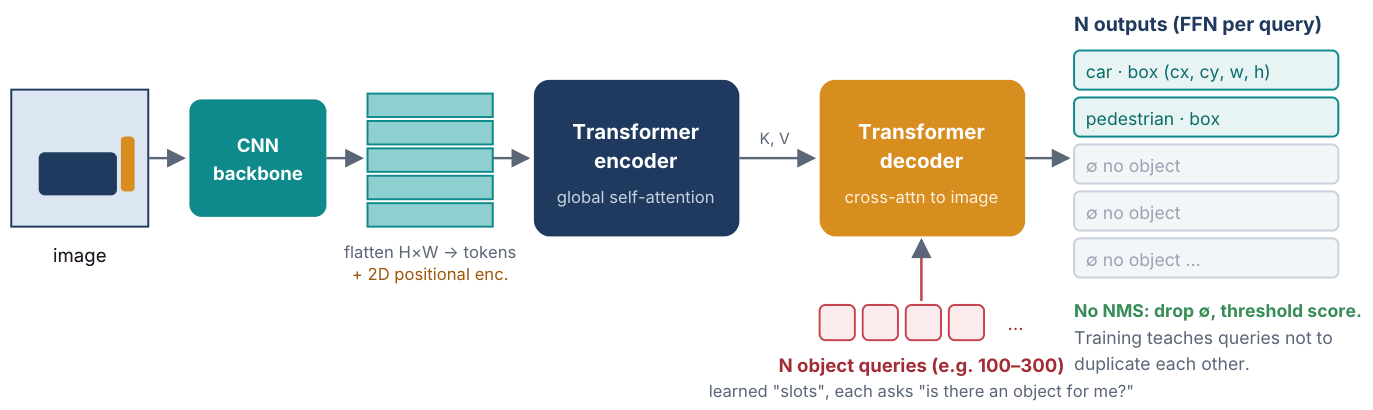 N outputs (FFN per query)
car · box (cx, cy, w, h)
pedestrian · box
∅ no object
∅ no object
∅ no object ...
image
CNN
backbone
flatten H×W → tokens
+ 2D positional enc.
Transformer
encoder
global self-attention
K, V
Transformer
decoder
cross-attn to image
...
N object queries (e.g. 100–300)
learned "slots", each asks "is there an object for me?"
No NMS: drop ∅, threshold score.
Training teaches queries not to
duplicate each other.